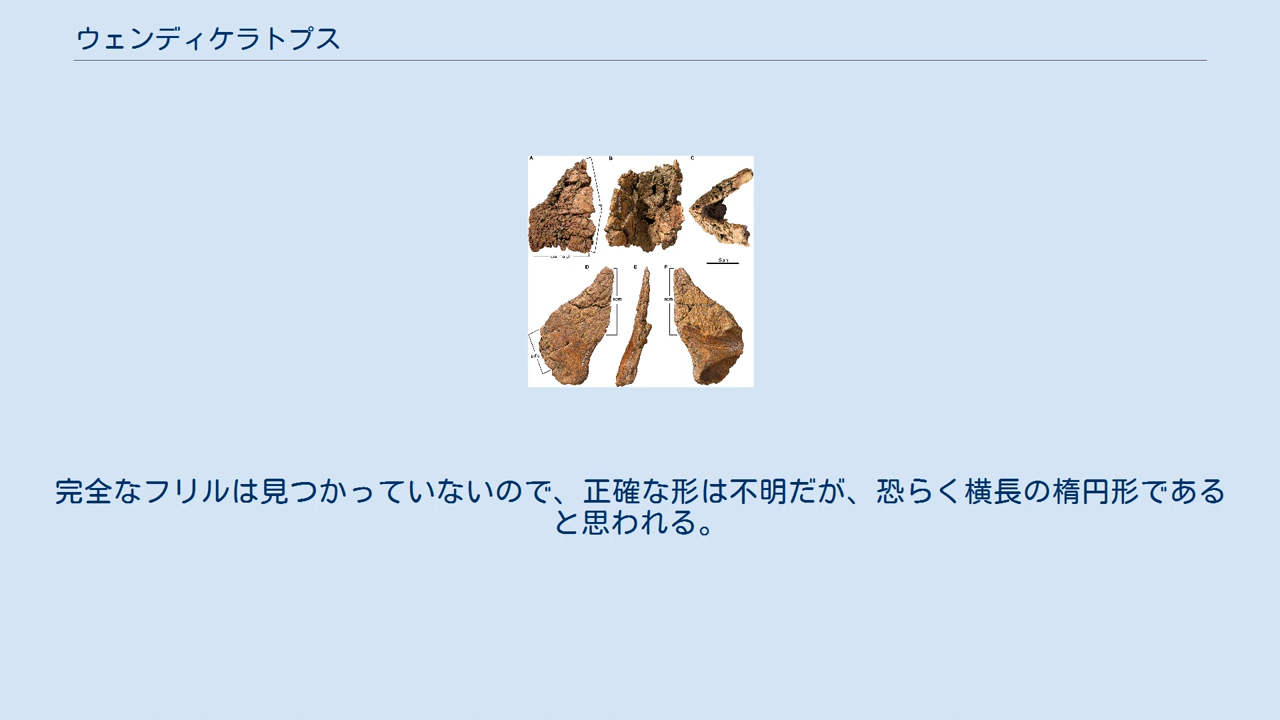 ウェンディケラトプス
A B C
5cm
D E F
完全なフリルは見つかっていないので、正確な形は不明だが、恐らく横長の楕円形である
と思われる。